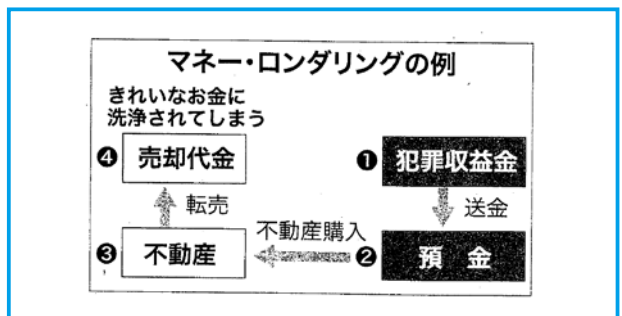 マネー・ロンダリングの例
きれいなお金に
洗浄されてしまう
❹ 売却代金
❶ 犯罪収益金
転売
送金
不動産購入
❸ 不動産
❷ 預 金